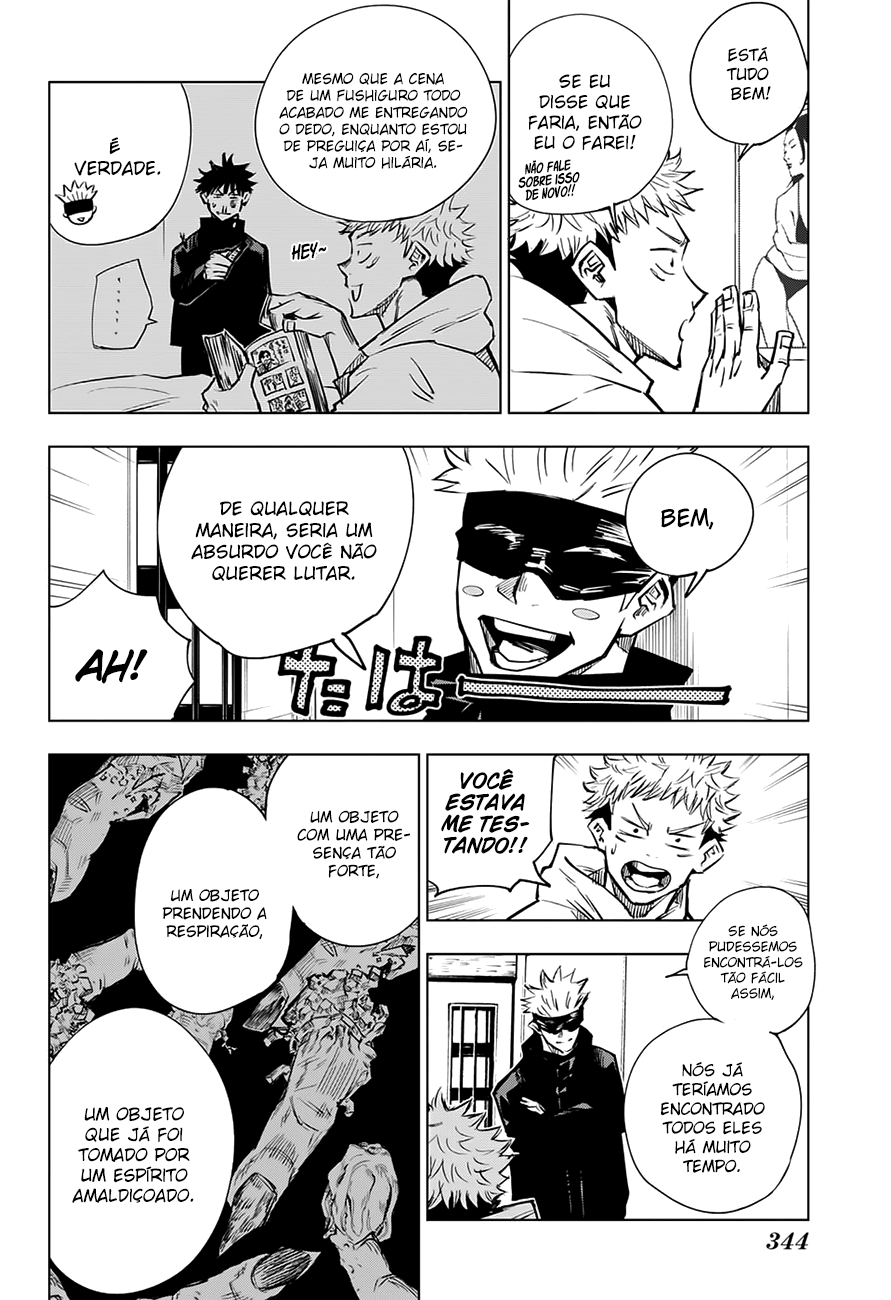 ESTÁ
TUDO
BEM!
SE EU
DISSE QUE
FARIA, ENTÃO
EU O FAREI!
NÃO FALE
SOBRE ISSO
DE NOVO!!
MESMO QUE A CENA
DE UM FUSHIGURO TODO
ACABADO ME ENTREGANDO
O DEDO, ENQUANTO ESTOU
DE PREGUIÇA POR AÍ, SE-
JA MUITO HILÁRIA.
HEY~
É
VERDADE.
......
BEM,
DE QUALQUER
MANEIRA, SERIA UM
ABSURDO VOCÊ NÃO
QUERER LUTAR.
AH!
VOCÊ
ESTAVA
ME TES-
TANDO!!
SE NÓS
PUDESSEMOS
ENCONTRÁ-LOS
TÃO FÁCIL
ASSIM,
NÓS JÁ
TERÍAMOS
ENCONTRADO
TODOS ELES
HÁ MUITO
TEMPO.
UM OBJETO
COM UMA PRE-
SENÇA TÃO
FORTE,
UM OBJETO
PRENDENDO A
RESPIRAÇÃO,
UM OBJETO
QUE JÁ FOI
TOMADO POR
UM ESPÍRITO
AMALDIÇOADO.
344